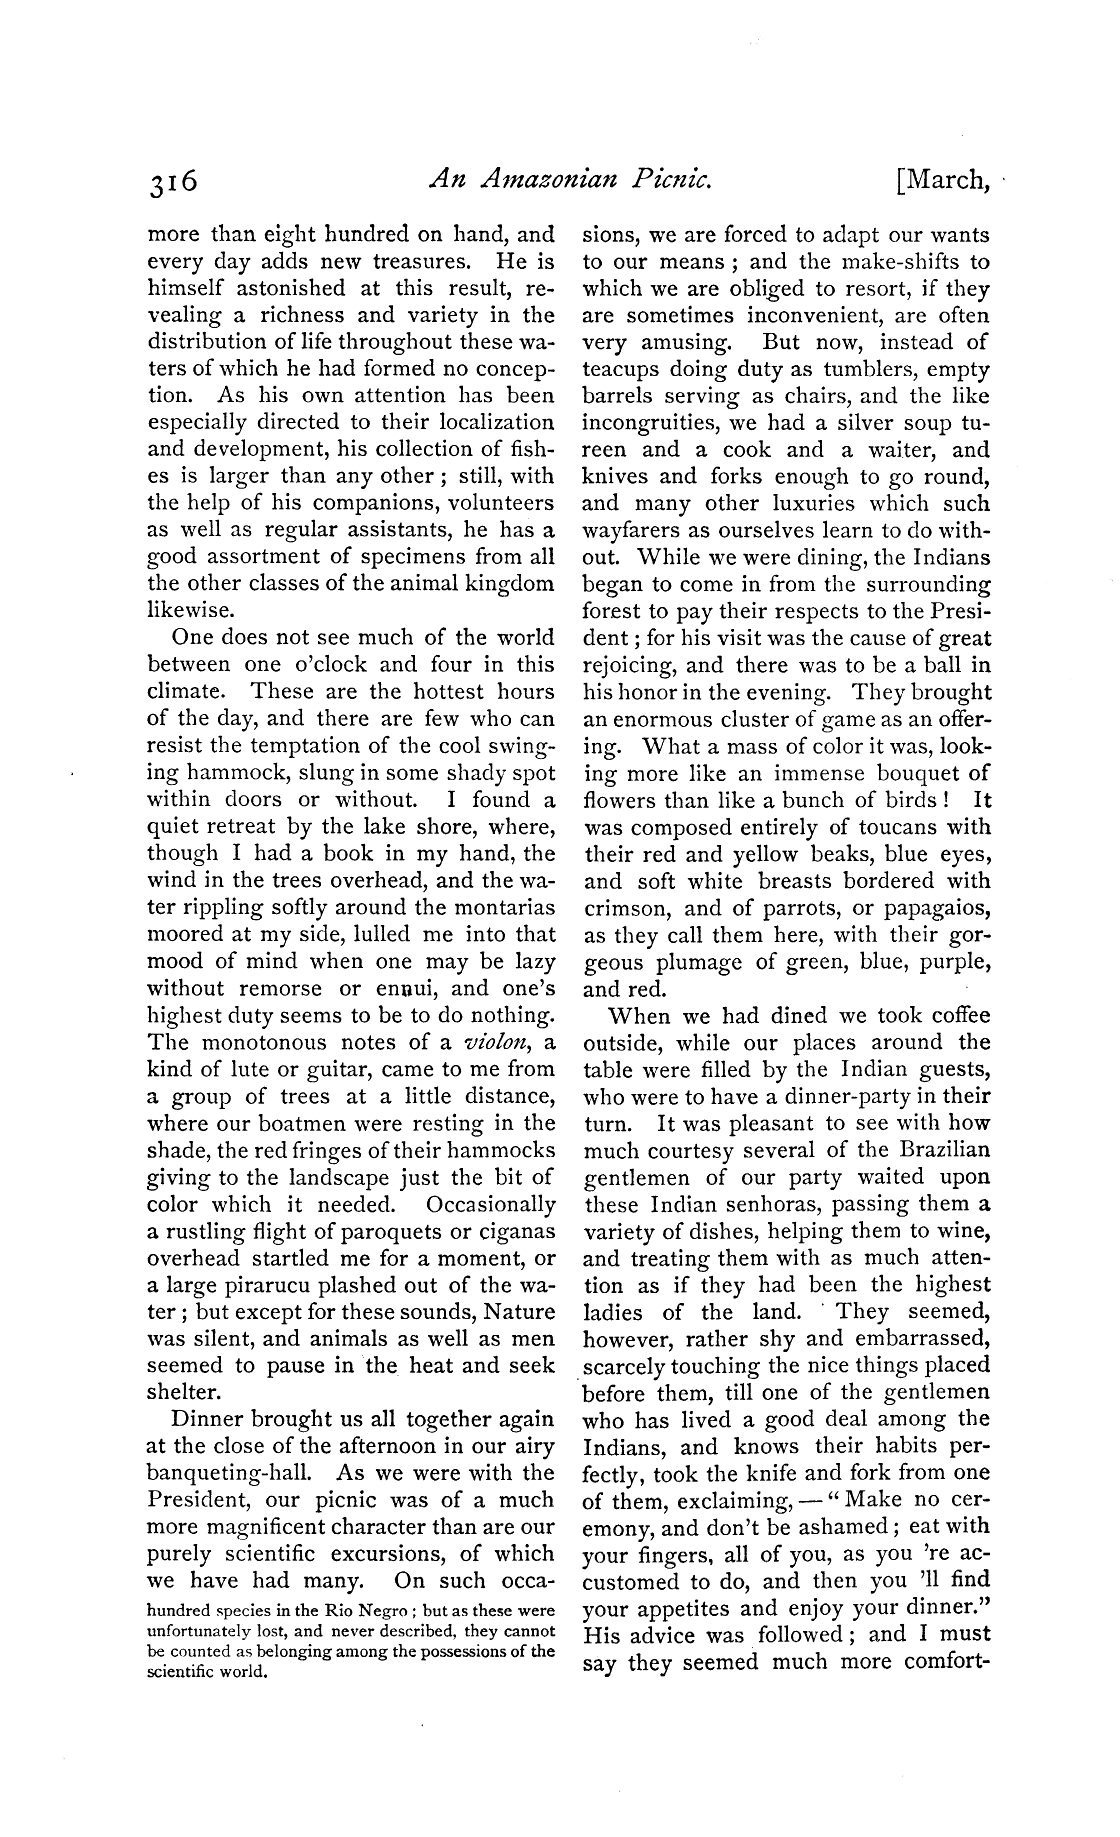 316
An Amazonian Picnic.
[March,
more than eight hundred on hand, and
every day adds new treasures. He is
himself astonished at this result, re-
vealing a richness and variety in the
distribution of life throughout these wa-
ters of which he had formed no concep-
tion. As his own attention has been
especially directed to their localization
and development, his collection of fish-
es is larger than any other ; still, with
the help of his companions, volunteers
as well as regular assistants, he has a
good assortment of specimens from all
the other classes of the animal kingdom
likewise.
One does not see much of the world
between one o'clock and four in this
climate. These are the hottest hours
of the day, and there are few who can
resist the temptation of the cool swing-
ing hammock, slung in some shady spot
within doors or without. I found a
quiet retreat by the lake shore, where,
though I had a book in my hand, the
wind in the trees overhead, and the wa-
ter rippling softly around the montarias
moored at my side, lulled me into that
mood of mind when one may be lazy
without remorse or ennui, and one's
highest duty seems to be to do nothing.
The monotonous notes of a violon, a
kind of lute or guitar, came to me from
a group of trees at a little distance,
where our boatmen were resting in the
shade, the red fringes of their hammocks
giving to the landscape just the bit of
color which it needed. Occasionally
a rustling flight of paroquets or ciganas
overhead startled me for a moment, or
a large pirarucu plashed out of the wa-
ter ; but except for these sounds, Nature
was silent, and animals as well as men
seemed to pause in the heat and seek
shelter.
Dinner brought us all together again
at the close of the afternoon in our airy
banqueting-hall. As we were with the
President, our picnic was of a much
more magnificent character than are our
purely scientific excursions, of which
we have had many. On such occa-
hundred species in the Rio Negro ; but as these were
unfortunately lost, and never described, they cannot
be counted as belonging among the possessions of the
scientific world.
sions, we are forced to adapt our wants
to our means ; and the make-shifts to
which we are obliged to resort, if they
are sometimes inconvenient, are often
very amusing. But now, instead of
teacups doing duty as tumblers, empty
barrels serving as chairs, and the like
incongruities, we had a silver soup tu-
reen and a cook and a waiter, and
knives and forks enough to go round,
and many other luxuries which such
wayfarers as ourselves learn to do with-
out. While we were dining, the Indians
began to come in from the surrounding
forest to pay their respects to the Presi-
dent ; for his visit was the cause of great
rejoicing, and there was to be a ball in
his honor in the evening. They brought
an enormous cluster of game as an offer-
ing. What a mass of color it was, look-
ing more like an immense bouquet of
flowers than like a bunch of birds ! It
was composed entirely of toucans with
their red and yellow beaks, blue eyes,
and soft white breasts bordered with
crimson, and of parrots, or papagaios,
as they call them here, with their gor-
geous plumage of green, blue, purple,
and red.
When we had dined we took coffee
outside, while our places around the
table were filled by the Indian guests,
who were to have a dinner-party in their
turn. It was pleasant to see with how
much courtesy several of the Brazilian
gentlemen of our party waited upon
these Indian senhoras, passing them a
variety of dishes, helping them to wine,
and treating them with as much atten-
tion as if they had been the highest
ladies of the land. They seemed,
however, rather shy and embarrassed,
scarcely touching the nice things placed
before them, till one of the gentlemen
who has lived a good deal among the
Indians, and knows their habits per-
fectly, took the knife and fork from one
of them, exclaiming, — “ Make no cer-
emony, and don't be ashamed ; eat with
your fingers, all of you, as you 're ac-
customed to do, and then you 'll find
your appetites and enjoy your dinner.”
His advice was followed ; and I must
say they seemed much more comfort-